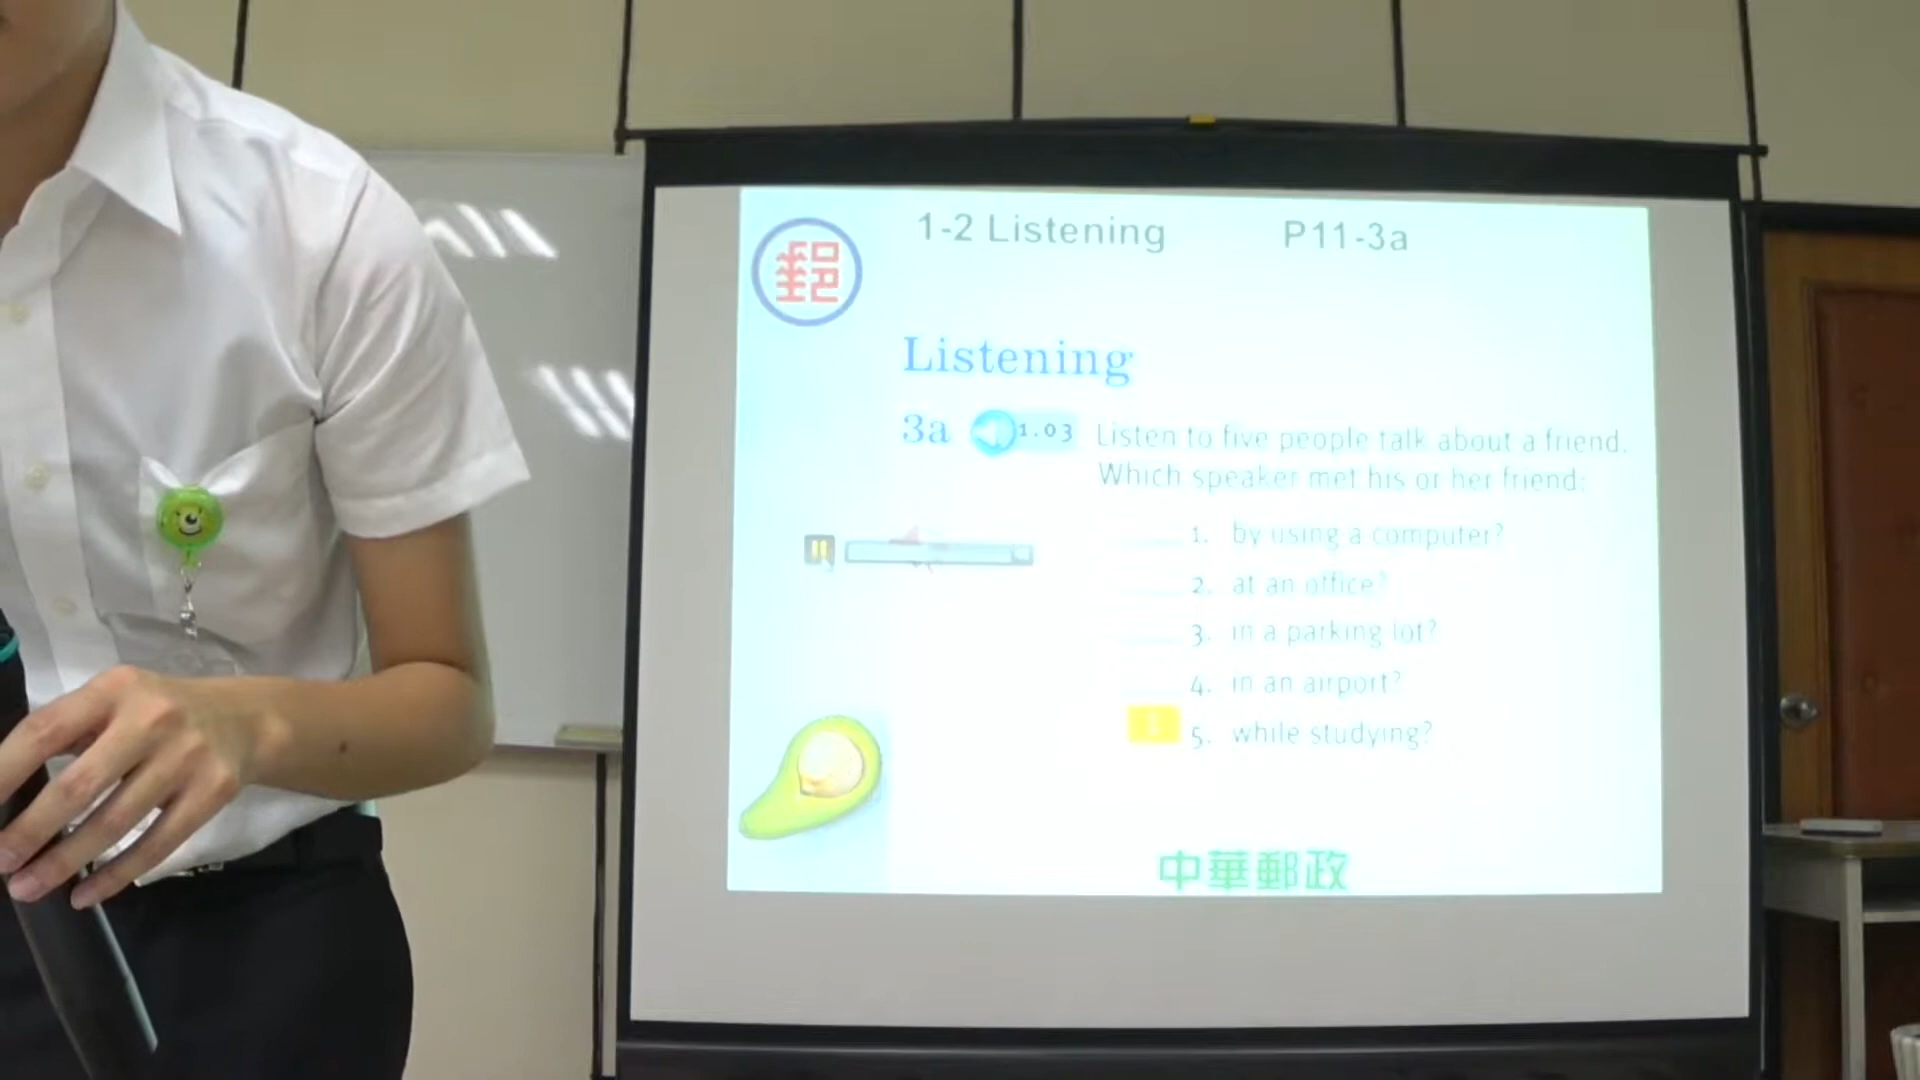 1-2 Listening P11-3a
郵
Listening
3a 1.03 Listen to five people talk about a friend.
Which speaker met his or her friend:
1. by using a computer?
2. at an office?
3. in a parking lot?
4. in an airport?
5. while studying?
中華郵政